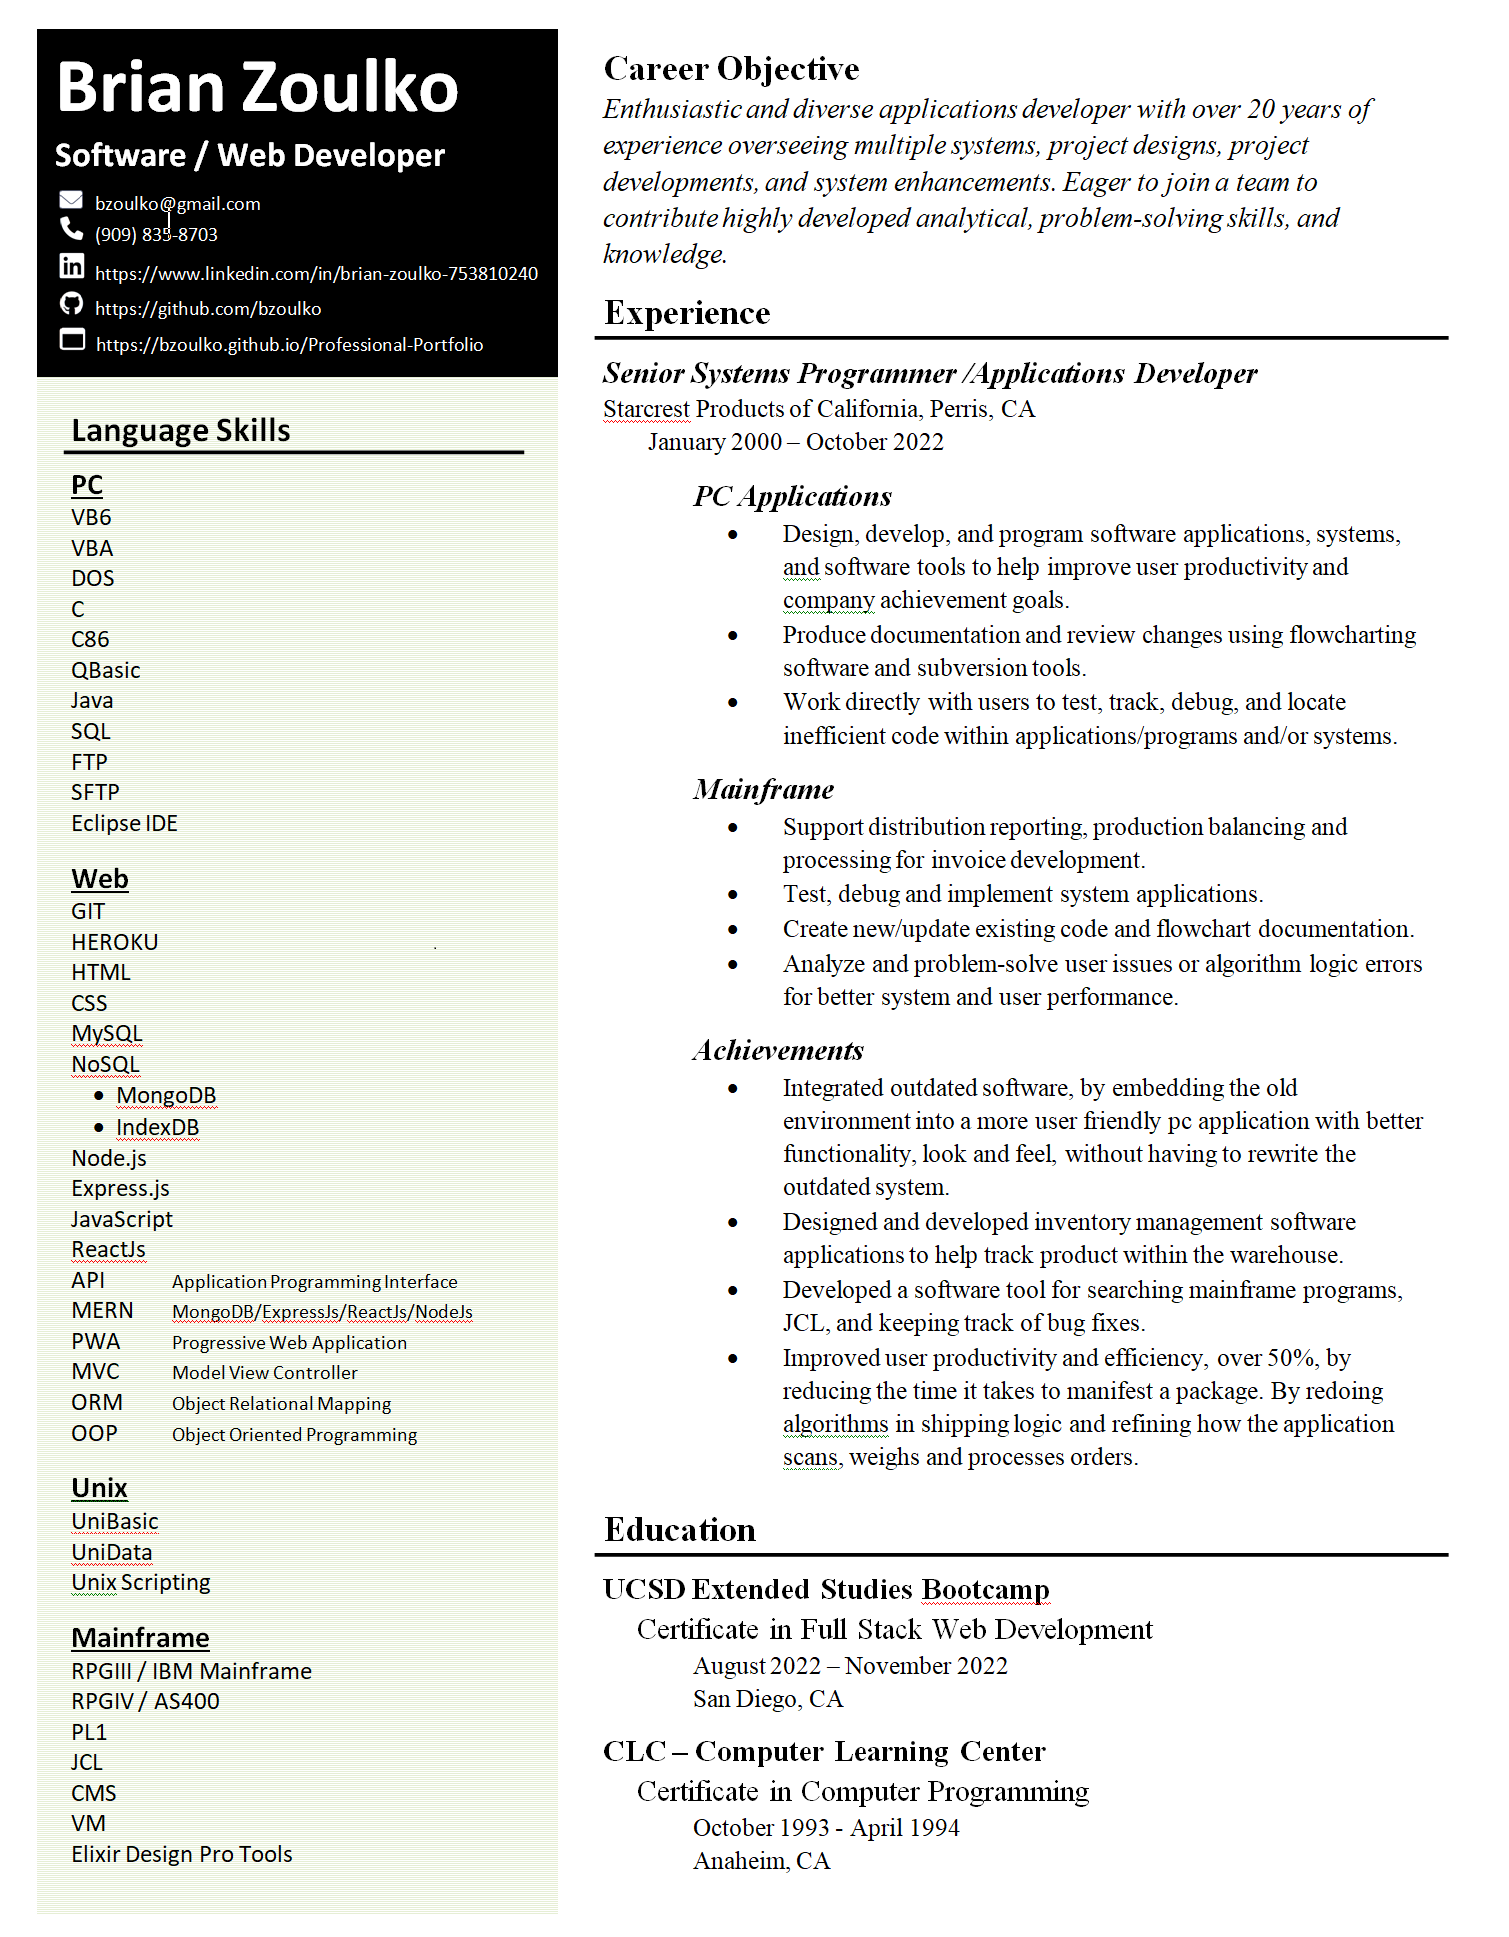 Brian Zoulko
Software / Web Developer
bzoulko@gmail.com
(909) 835-8703
https://www.linkedin.com/in/brian-zoulko-753810240
https://github.com/bzoulko
https://bzoulko.github.io/Professional-Portfolio
Language Skills
PC
VB6
VBA
DOS
C
C86
QBasic
Java
SQL
FTP
SFTP
Eclipse IDE
Web
GIT
HEROKU
HTML
CSS
MySQL
NoSQL
• MongoDB
• IndexDB
Node.js
Express.js
JavaScript
ReactJs
API Application Programming Interface
MERN MongoDB/ExpressJs/ReactJs/NodeJs
PWA Progressive Web Application
MVC Model View Controller
ORM Object Relational Mapping
OOP Object Oriented Programming
Unix
UniBasic
UniData
Unix Scripting
Mainframe
RPGIII / IBM Mainframe
RPGIV / AS400
PL1
JCL
CMS
VM
Elixir Design Pro Tools
Career Objective
Enthusiastic and diverse applications developer with over 20 years of
experience overseeing multiple systems, project designs, project
developments, and system enhancements. Eager to join a team to
contribute highly developed analytical, problem-solving skills, and
knowledge.
Experience
Senior Systems Programmer /Applications Developer
Starcrest Products of California, Perris, CA
January 2000 – October 2022
PC Applications
• Design, develop, and program software applications, systems,
and software tools to help improve user productivity and
company achievement goals.
• Produce documentation and review changes using flowcharting
software and subversion tools.
• Work directly with users to test, track, debug, and locate
inefficient code within applications/programs and/or systems.
Mainframe
• Support distribution reporting, production balancing and
processing for invoice development.
• Test, debug and implement system applications.
• Create new/update existing code and flowchart documentation.
• Analyze and problem-solve user issues or algorithm logic errors
for better system and user performance.
Achievements
• Integrated outdated software, by embedding the old
environment into a more user friendly pc application with better
functionality, look and feel, without having to rewrite the
outdated system.
• Designed and developed inventory management software
applications to help track product within the warehouse.
• Developed a software tool for searching mainframe programs,
JCL, and keeping track of bug fixes.
• Improved user productivity and efficiency, over 50%, by
reducing the time it takes to manifest a package. By redoing
algorithms in shipping logic and refining how the application
scans, weighs and processes orders.
Education
UCSD Extended Studies Bootcamp
Certificate in Full Stack Web Development
August 2022 – November 2022
San Diego, CA
CLC – Computer Learning Center
Certificate in Computer Programming
October 1993 - April 1994
Anaheim, CA